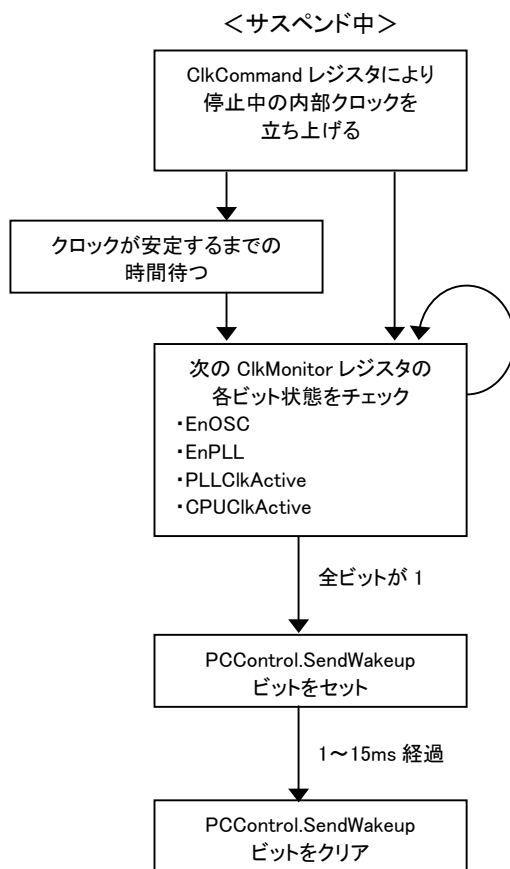 ＜サスペンド中＞
ClkCommand レジスタにより
停止中の内部クロックを
立ち上げる
クロックが安定するまでの
時間待つ
次の ClkMonitor レジスタの
各ビット状態をチェック
・EnOSC
・EnPLL
・PLLClkActive
・CPUClkActive
全ビットが 1
PCControl.SendWakeup
ビットをセット
1～15ms 経過
PCControl.SendWakeup
ビットをクリア